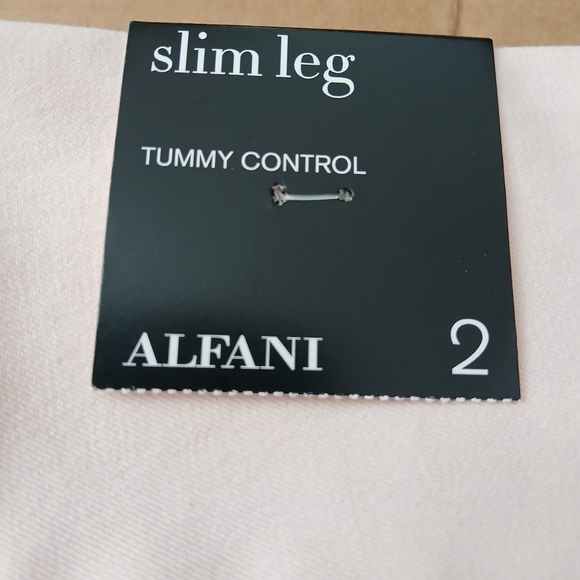 slim leg
TUMMY CONTROL
ALFANI 2